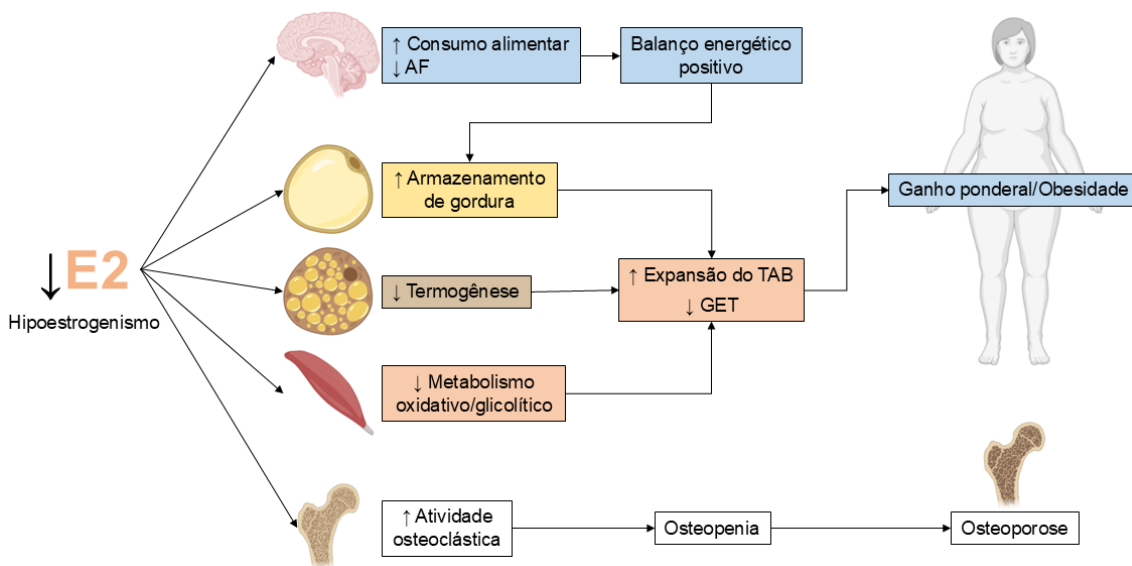 ↑ Consumo alimentar
↓ AF
Balanço energético
positivo
↑ Armazenamento
de gordura
Ganho ponderal/Obesidade
↓E2
Hipoestrogenismo
↓ Termogênese
↑ Expansão do TAB
↓ GET
↓ Metabolismo
oxidativo/glicolítico
↑ Atividade
osteoclástica
Osteopenia
Osteoporose